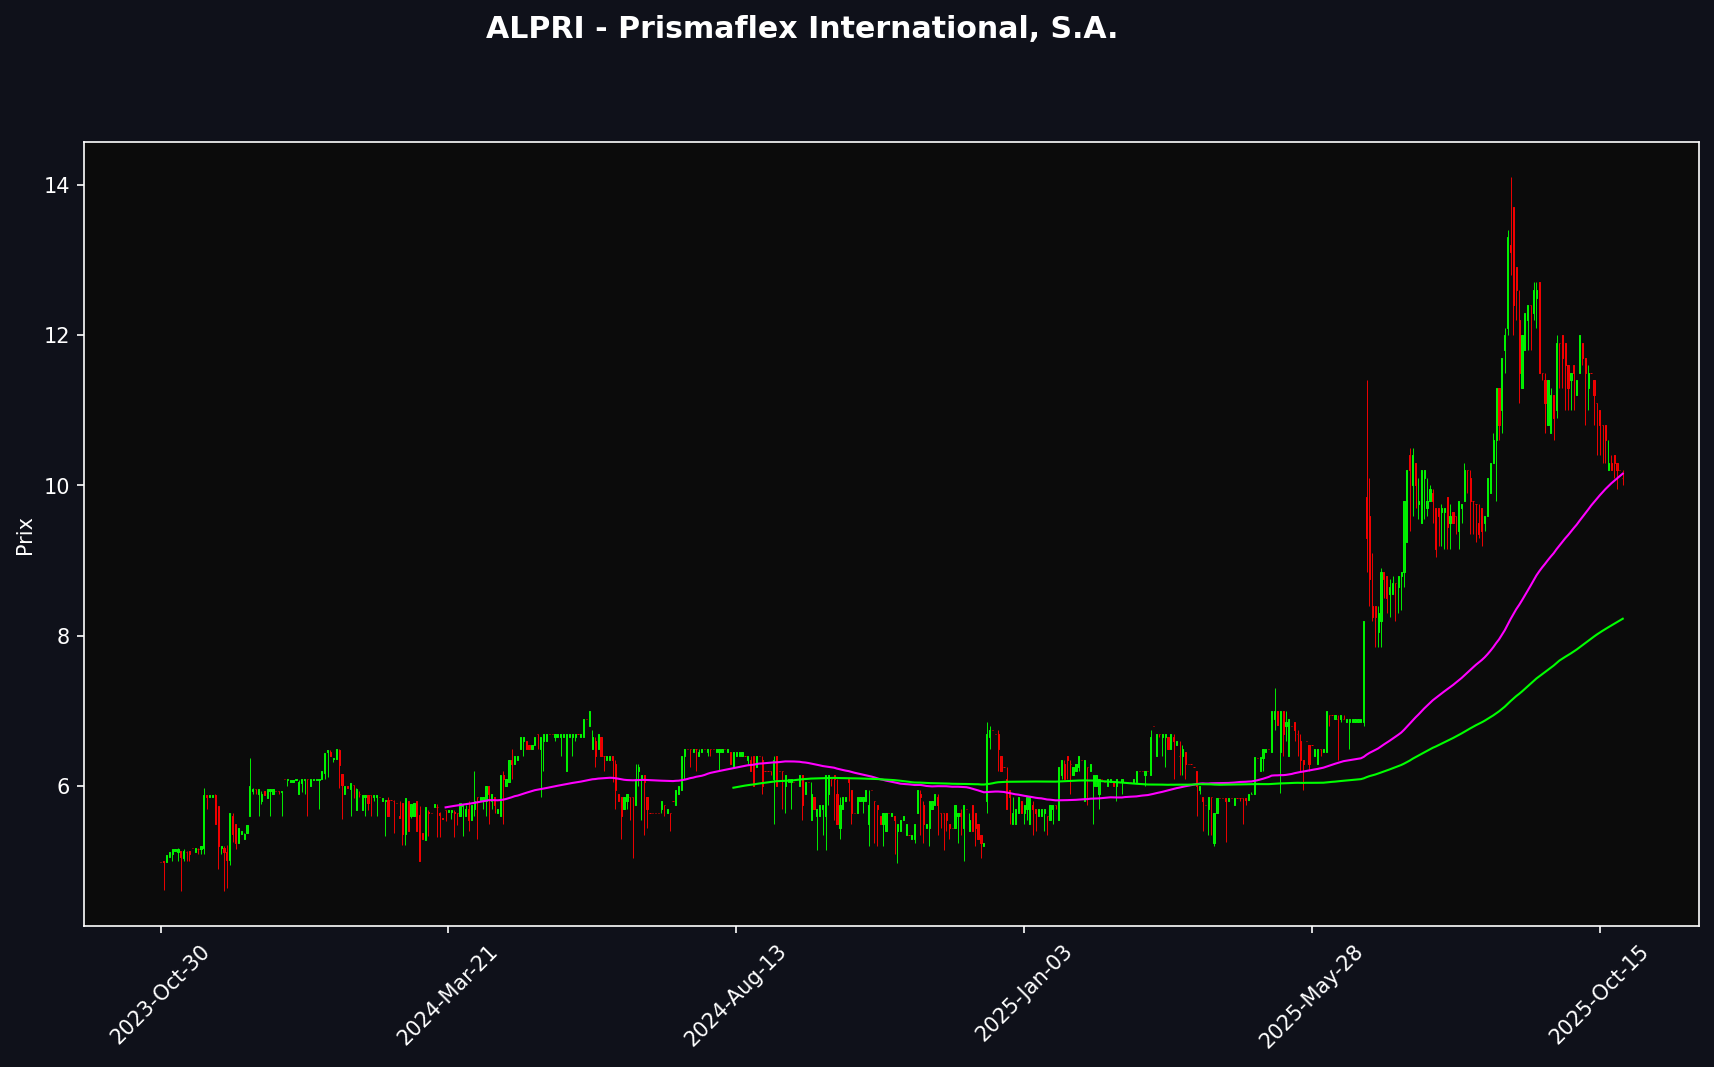 ALPRI - Prismaflex International, S.A.
14
12
10
8
6
Prix
2023-Oct-30
2024-Mar-21
2024-Aug-13
2025-Jan-03
2025-May-28
2025-Oct-15